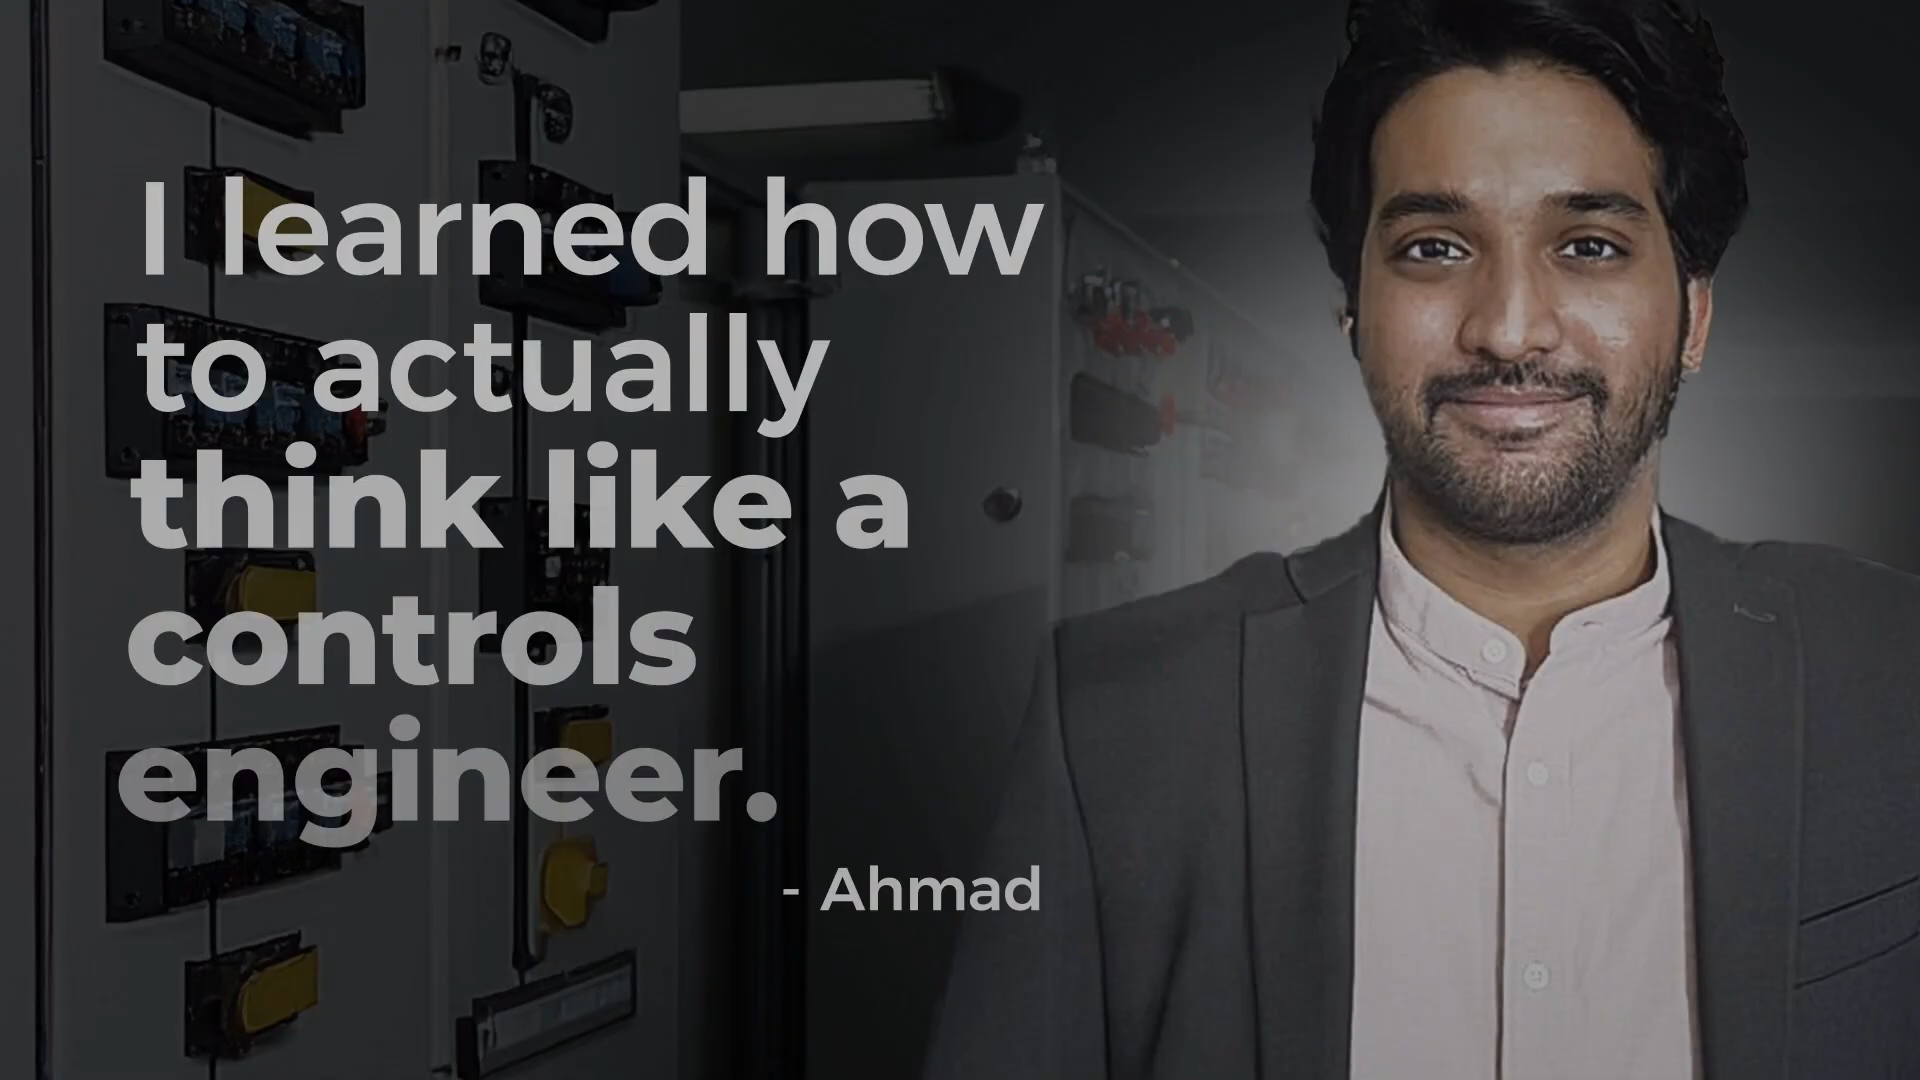 I learned how
to actually
think like a
controls
engineer.
- Ahmad